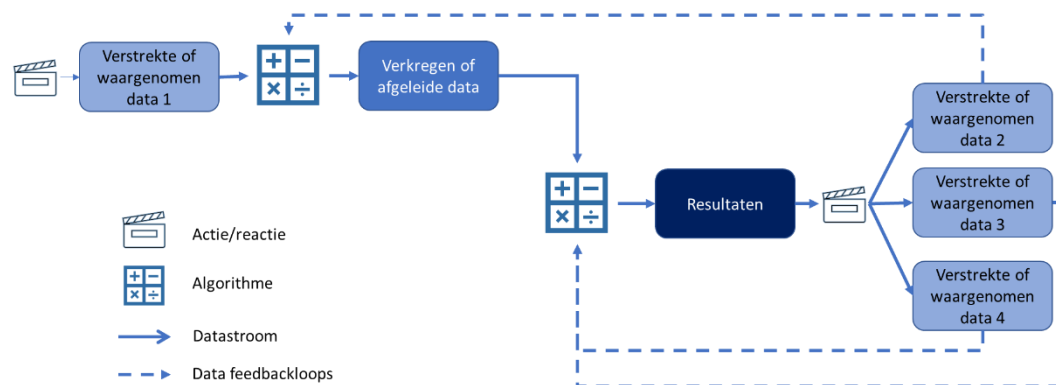 Verstrekte of
waargenomen
data 1
Verkregen of
afgeleide data
Verstrekte of
waargenomen
data 2
Resultaten
Verstrekte of
waargenomen
data 3
Verstrekte of
waargenomen
data 4
Actie/reactie
Algorithme
Datastroom
Data feedbackloops